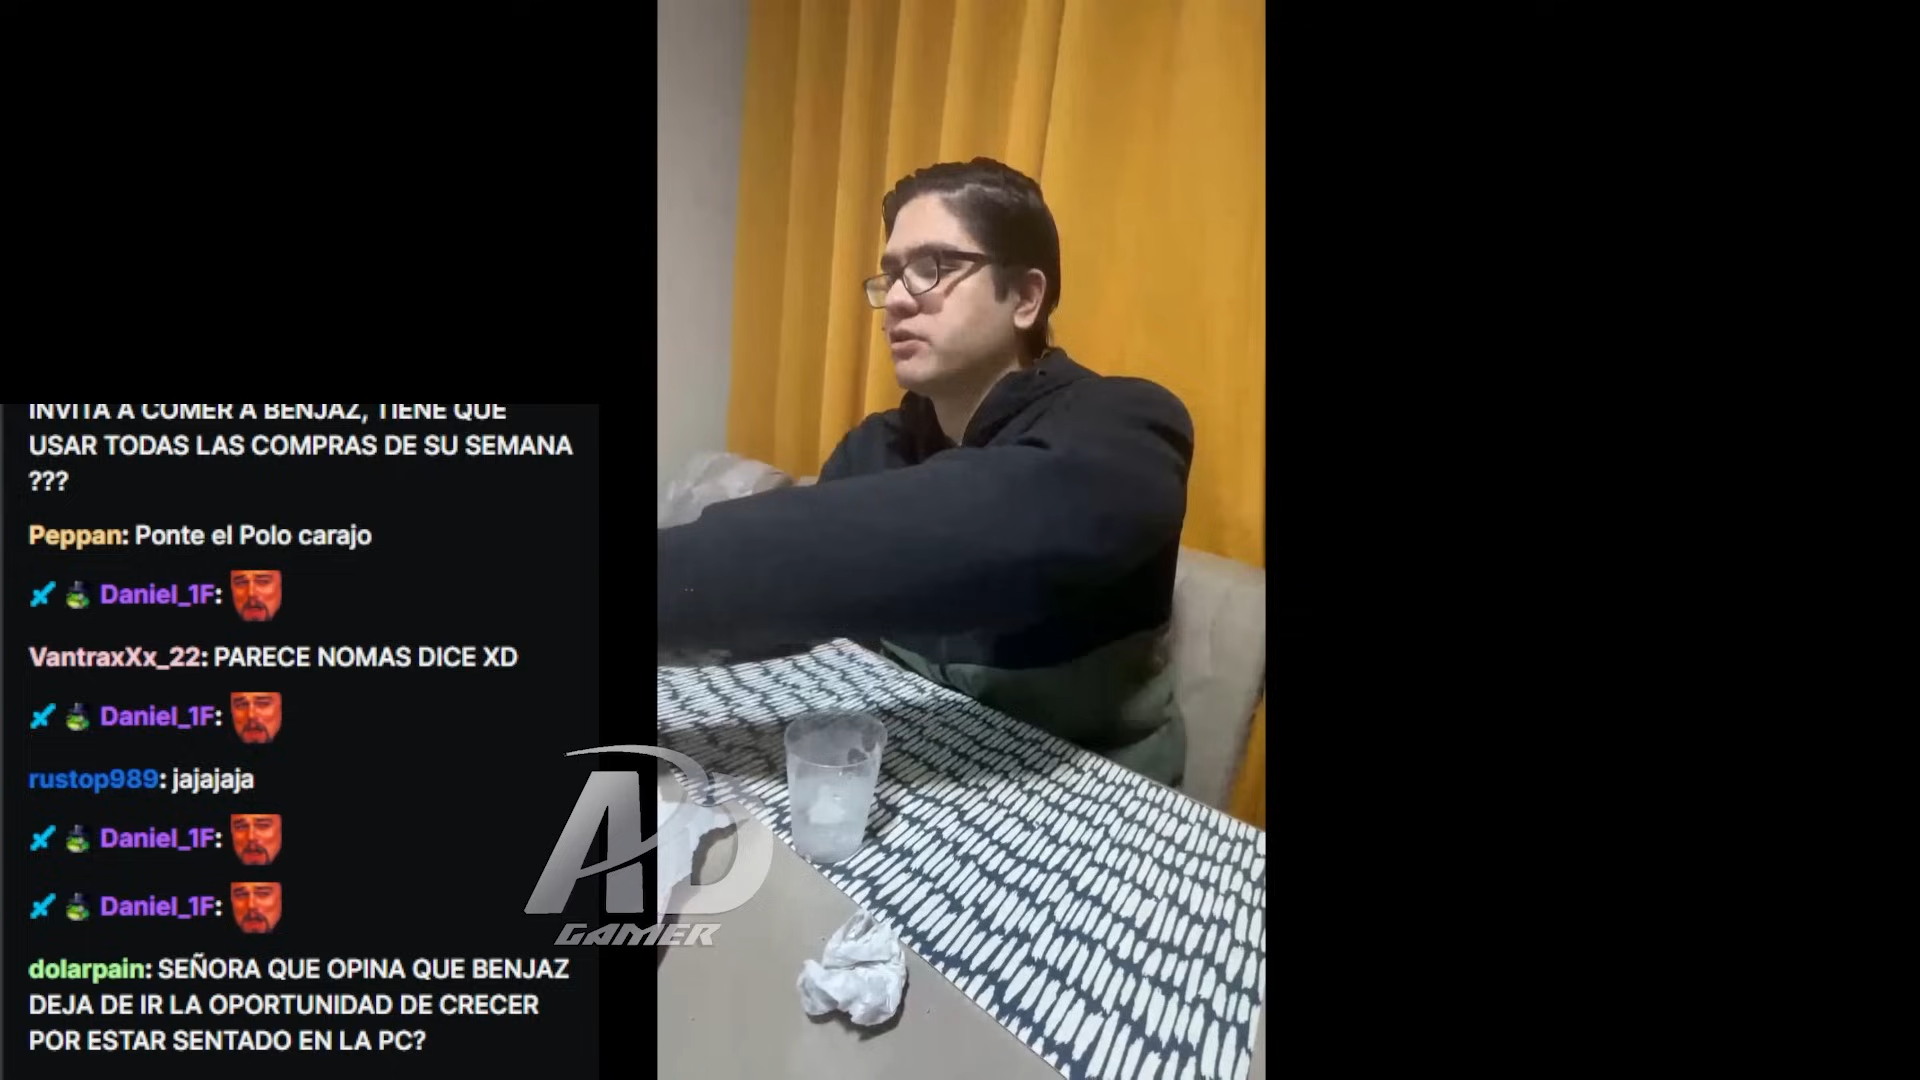 INVITA A COMER A BENJAZ, TIENE QUE
USAR TODAS LAS COMPRAS DE SU SEMANA
???
Peppan: Ponte el Polo carajo
Daniel_1F:
VantraxXx_22: PARECE NOMAS DICE XD
Daniel_1F:
rustop989: jajajaja
Daniel_1F:
Daniel_1F:
dolarpain: SEÑORA QUE OPINA QUE BENJAZ
DEJA DE IR LA OPORTUNIDAD DE CRECER
POR ESTAR SENTADO EN LA PC?
AD
GAMER